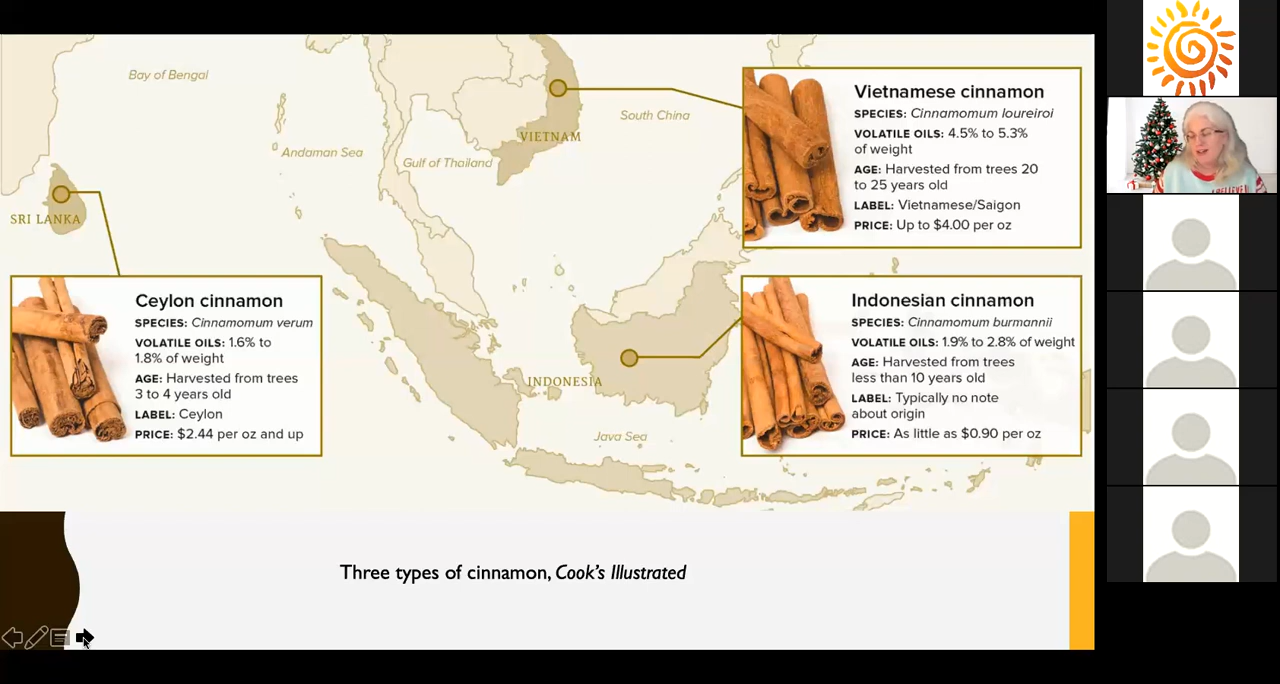 Bay of Bengal
Andaman Sea
Gulf of Thailand
South China
VIETNAM
SRI LANKA
INDONESIA
Java Sea
Vietnamese cinnamon
SPECIES: Cinnamomum loureiroi
VOLATILE OILS: 4.5% to 5.3%
of weight
AGE: Harvested from trees 20
to 25 years old
LABEL: Vietnamese/Saigon
PRICE: Up to $4.00 per oz
Ceylon cinnamon
SPECIES: Cinnamomum verum
VOLATILE OILS: 1.6% to
1.8% of weight
AGE: Harvested from trees
3 to 4 years old
LABEL: Ceylon
PRICE: $2.44 per oz and up
Indonesian cinnamon
SPECIES: Cinnamomum burmannii
VOLATILE OILS: 1.9% to 2.8% of weight
AGE: Harvested from trees
less than 10 years old
LABEL: Typically no note
about origin
PRICE: As little as $0.90 per oz
Three types of cinnamon, Cook's Illustrated